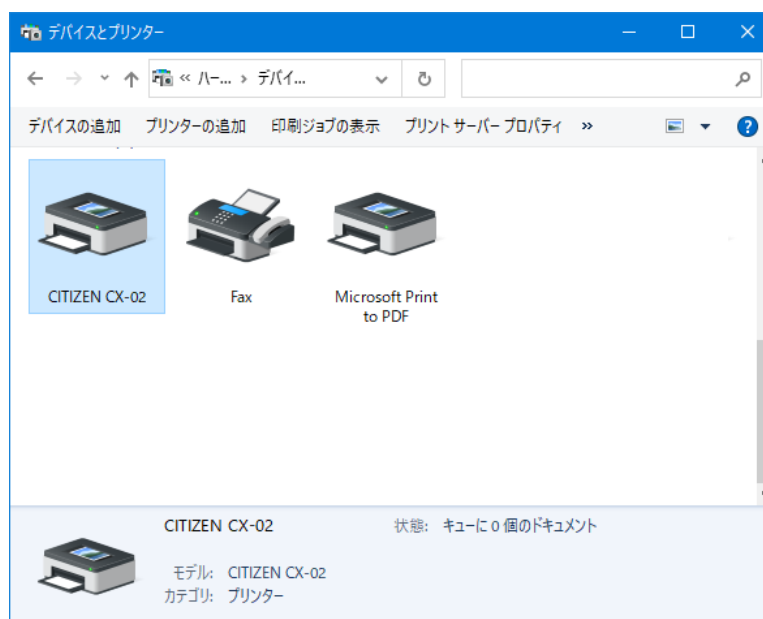 デバイスとプリンター
« ハー... › デバイ...
デバイスの追加 プリンターの追加 印刷ジョブの表示 プリント サーバー プロパティ »
CITIZEN CX-02
Fax
Microsoft Print
to PDF
CITIZEN CX-02 状態: キューに 0 個のドキュメント
モデル: CITIZEN CX-02
カテゴリ: プリンター